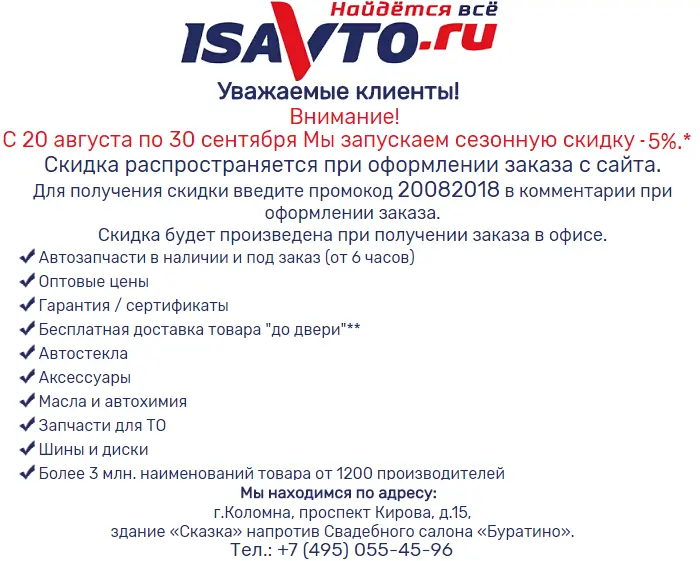 Найдётся всё
ISAVTO.ru
Уважаемые клиенты!
Внимание!
С 20 августа по 30 сентября Мы запускаем сезонную скидку -5%.*
Скидка распространяется при оформлении заказа с сайта.
Для получения скидки введите промокод 20082018 в комментарии при
оформлении заказа.
Скидка будет произведена при получении заказа в офисе.
✔ Автозапчасти в наличии и под заказ (от 6 часов)
✔ Оптовые цены
✔ Гарантия / сертификаты
✔ Бесплатная доставка товара "до двери"**
✔ Автостекла
✔ Аксессуары
✔ Масла и автохимия
✔ Запчасти для ТО
✔ Шины и диски
✔ Более 3 млн. наименований товара от 1200 производителей
Мы находимся по адресу:
г.Коломна, проспект Кирова, д.15,
здание «Сказка» напротив Свадебного салона «Буратино».
Тел.: +7 (495) 055-45-96